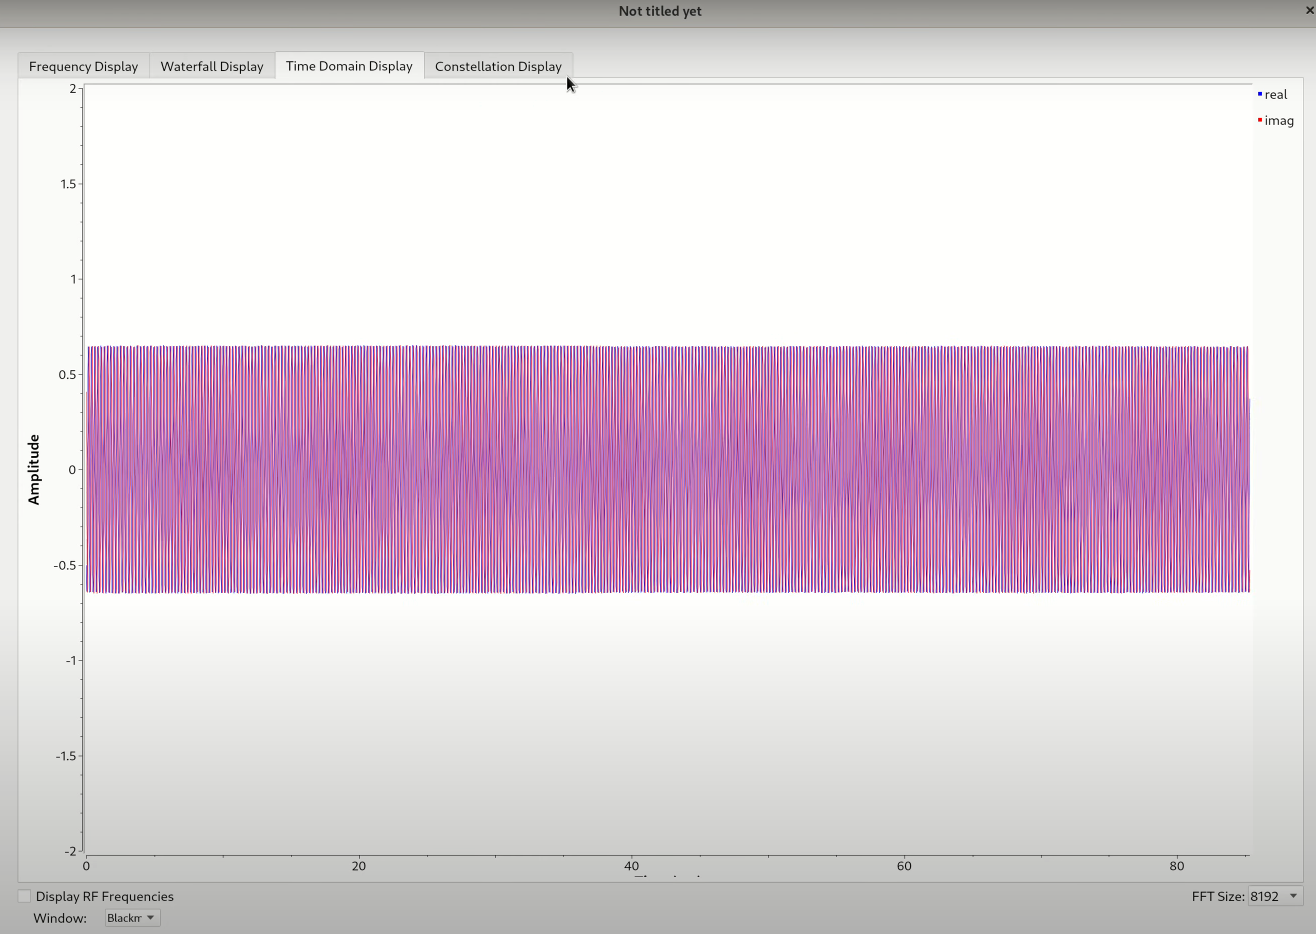 Not titled yet
×
Frequency Display
Waterfall Display
Time Domain Display
Constellation Display
real
imag
2
1.5
1
0.5
0
-0.5
-1
-1.5
-2
Amplitude
0 20 40 60 80
Display RF Frequencies
FFT Size: 8192
Window: Blackr